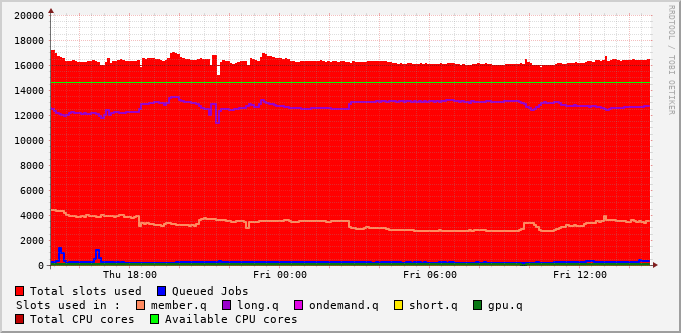 20000
18000
16000
14000
12000
10000
8000
6000
4000
2000
0
Thu 18:00 Fri 00:00 Fri 06:00 Fri 12:00
RRDTOOL / TOBI OETIKER
Total slots used Queued Jobs
Slots used in : member.q long.q ondemand.q short.q gpu.q
Total CPU cores Available CPU cores